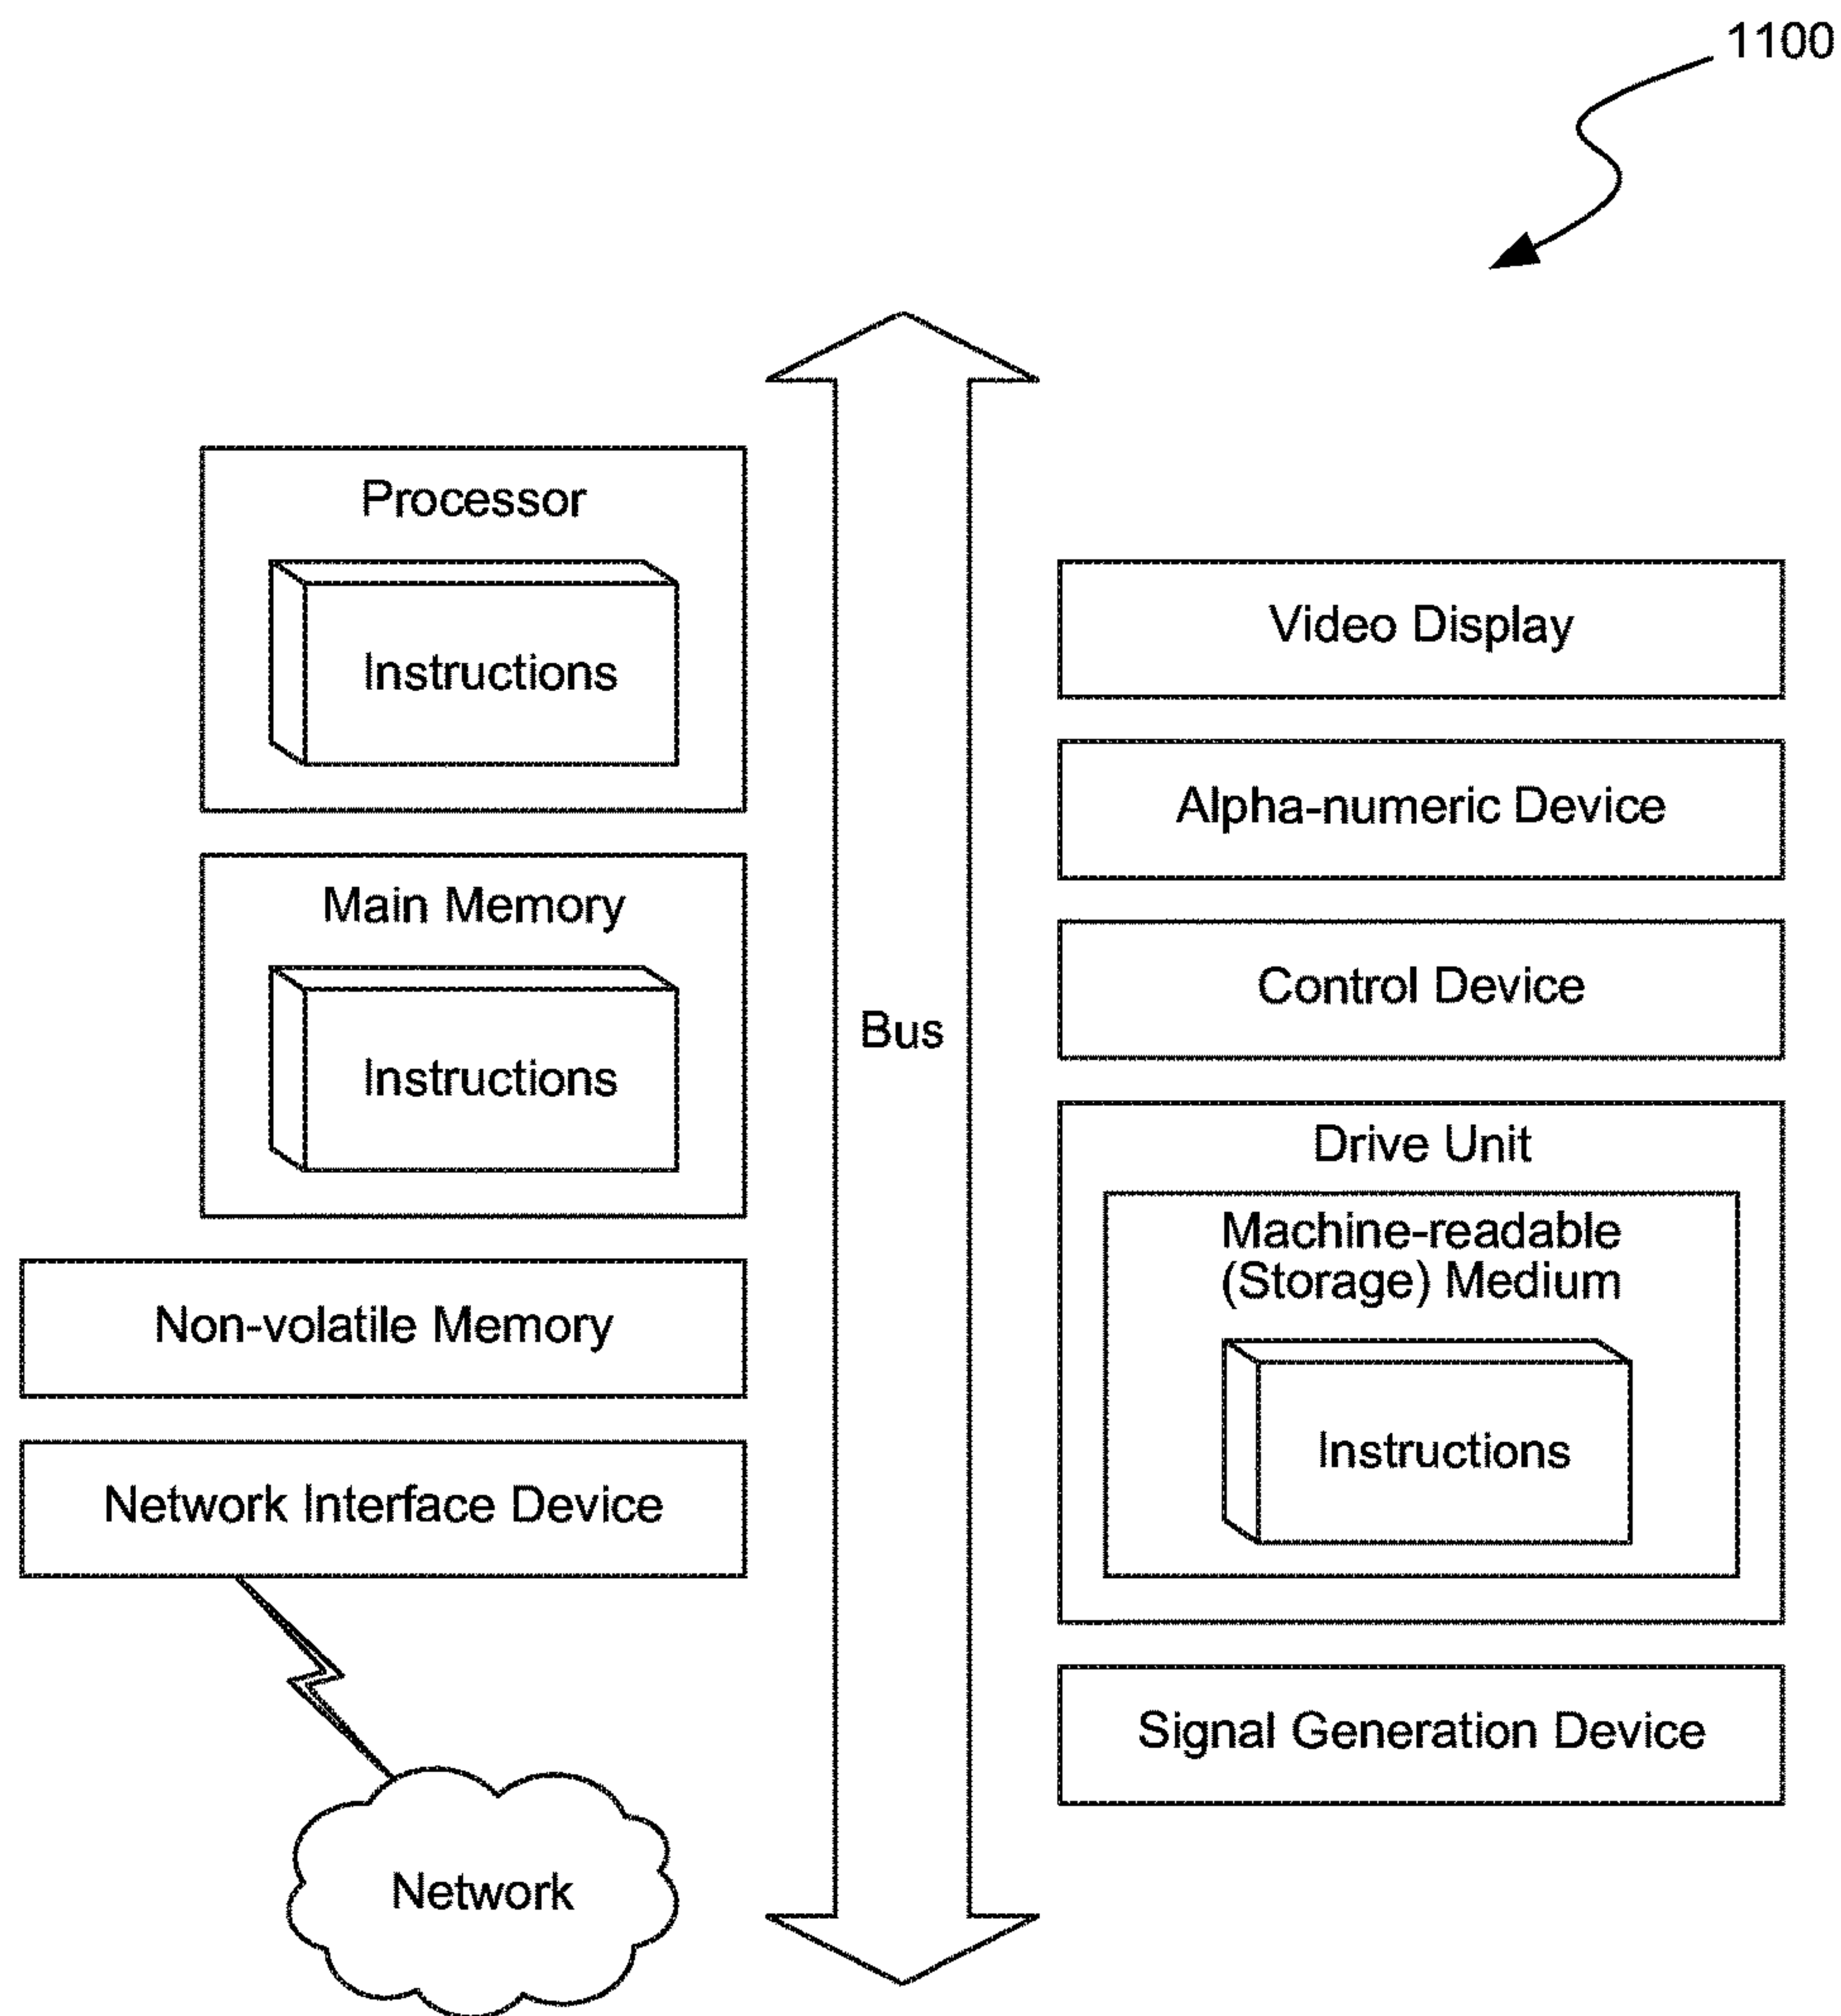 1100
Processor
Instructions
Main Memory
Instructions
Non-volatile Memory
Network Interface Device
Network
Bus
Video Display
Alpha-numeric Device
Control Device
Drive Unit
Machine-readable
(Storage) Medium
Instructions
Signal Generation Device